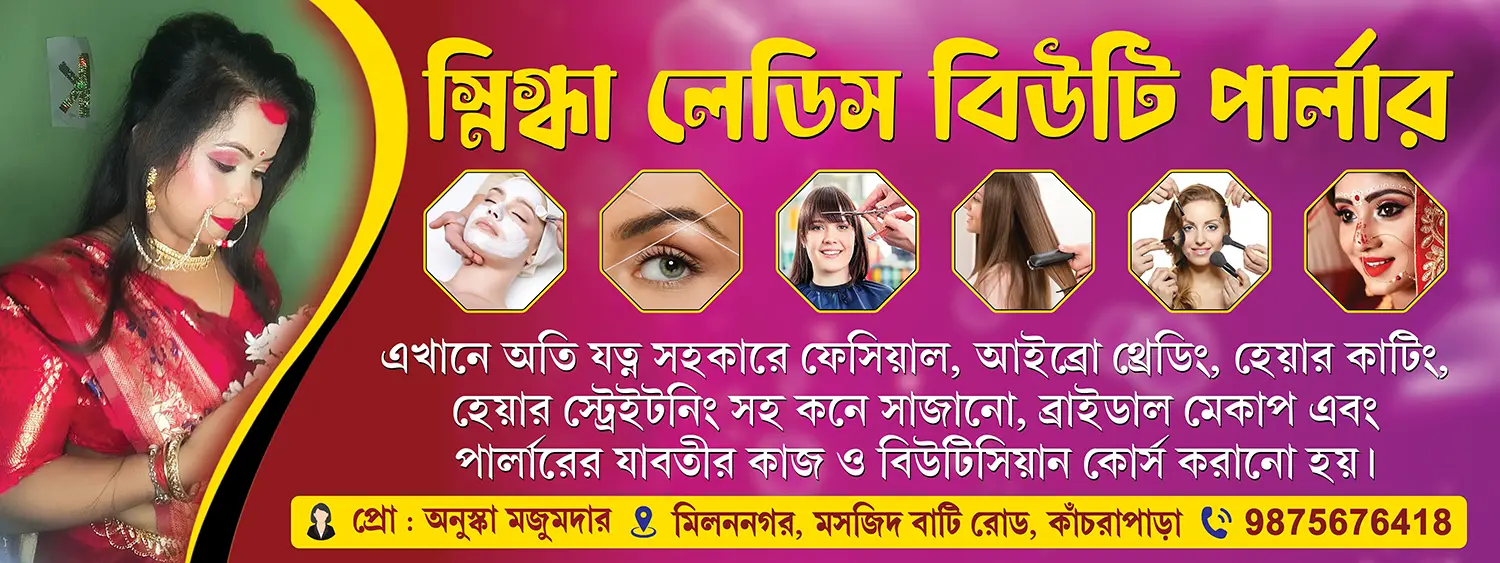 স্নিগ্ধা লেডিস বিউটি পার্লার
এখানে অতি যত্ন সহকারে ফেসিয়াল, আইব্রো থ্রেডিং, হেয়ার কাটিং,
হেয়ার স্ট্রেইটনিং সহ কনে সাজানো, ব্রাইডাল মেকাপ এবং
পার্লারের যাবতীর কাজ ও বিউটিসিয়ান কোর্স করানো হয়।
প্রো : অনুস্কা মজুমদার মিলননগর, মসজিদ বাটি রোড, কাঁচরাপাড়া 9875676418